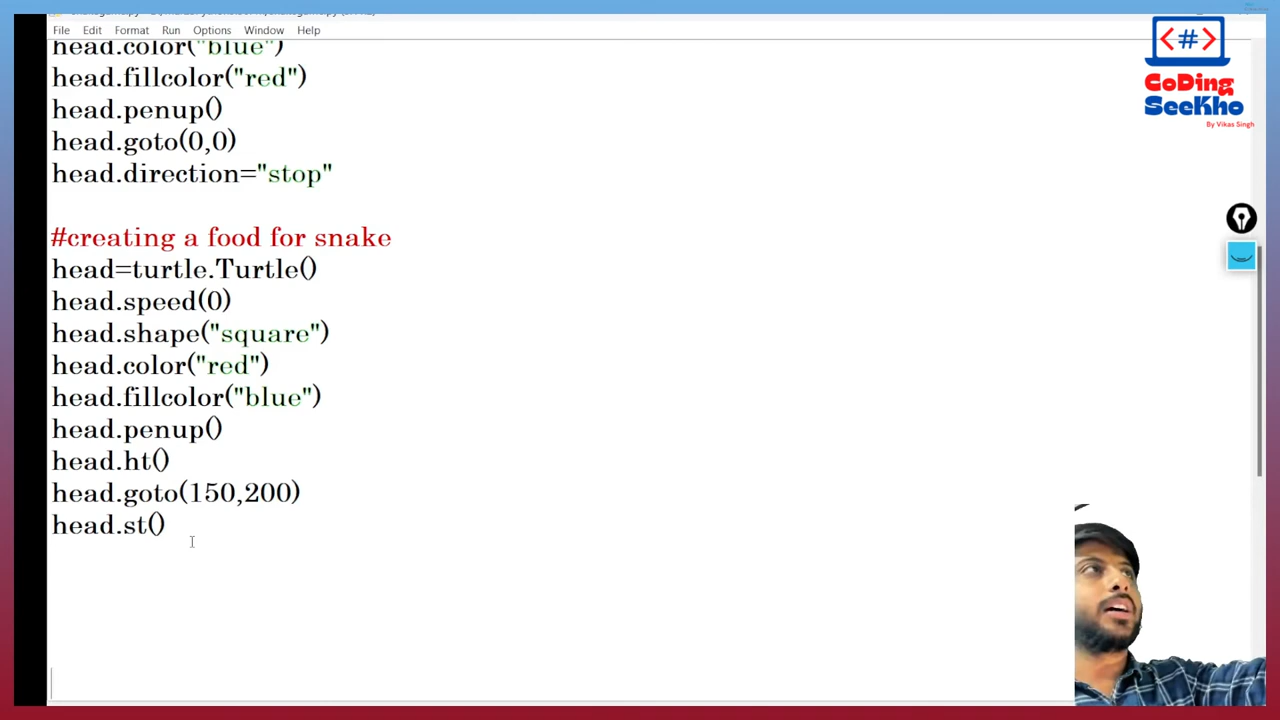 File Edit Format Run Options Window Help
head.color("blue")
head.fillcolor("red")
head.penup()
head.goto(0,0)
head.direction="stop"
#creating a food for snake
head=turtle.Turtle()
head.speed(0)
head.shape("square")
head.color("red")
head.fillcolor("blue")
head.penup()
head.ht()
head.goto(150,200)
head.st()
<#>
CoDing
SeeKho
By Vikas Singh